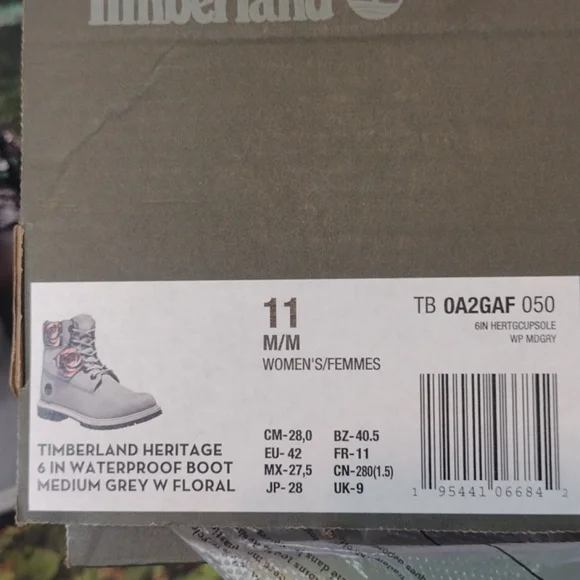 Timberland
11
M/M
WOMEN'S/FEMMES
TB 0A2GAF 050
6IN HERTGCUPSOLE
WP MDGRY
TIMBERLAND HERITAGE
6 IN WATERPROOF BOOT
MEDIUM GREY W FLORAL
CM-28,0 BZ-40.5
EU- 42 FR-11
MX-27,5 CN-280(1.5)
JP- 28 UK-9
1 95441 06684 2